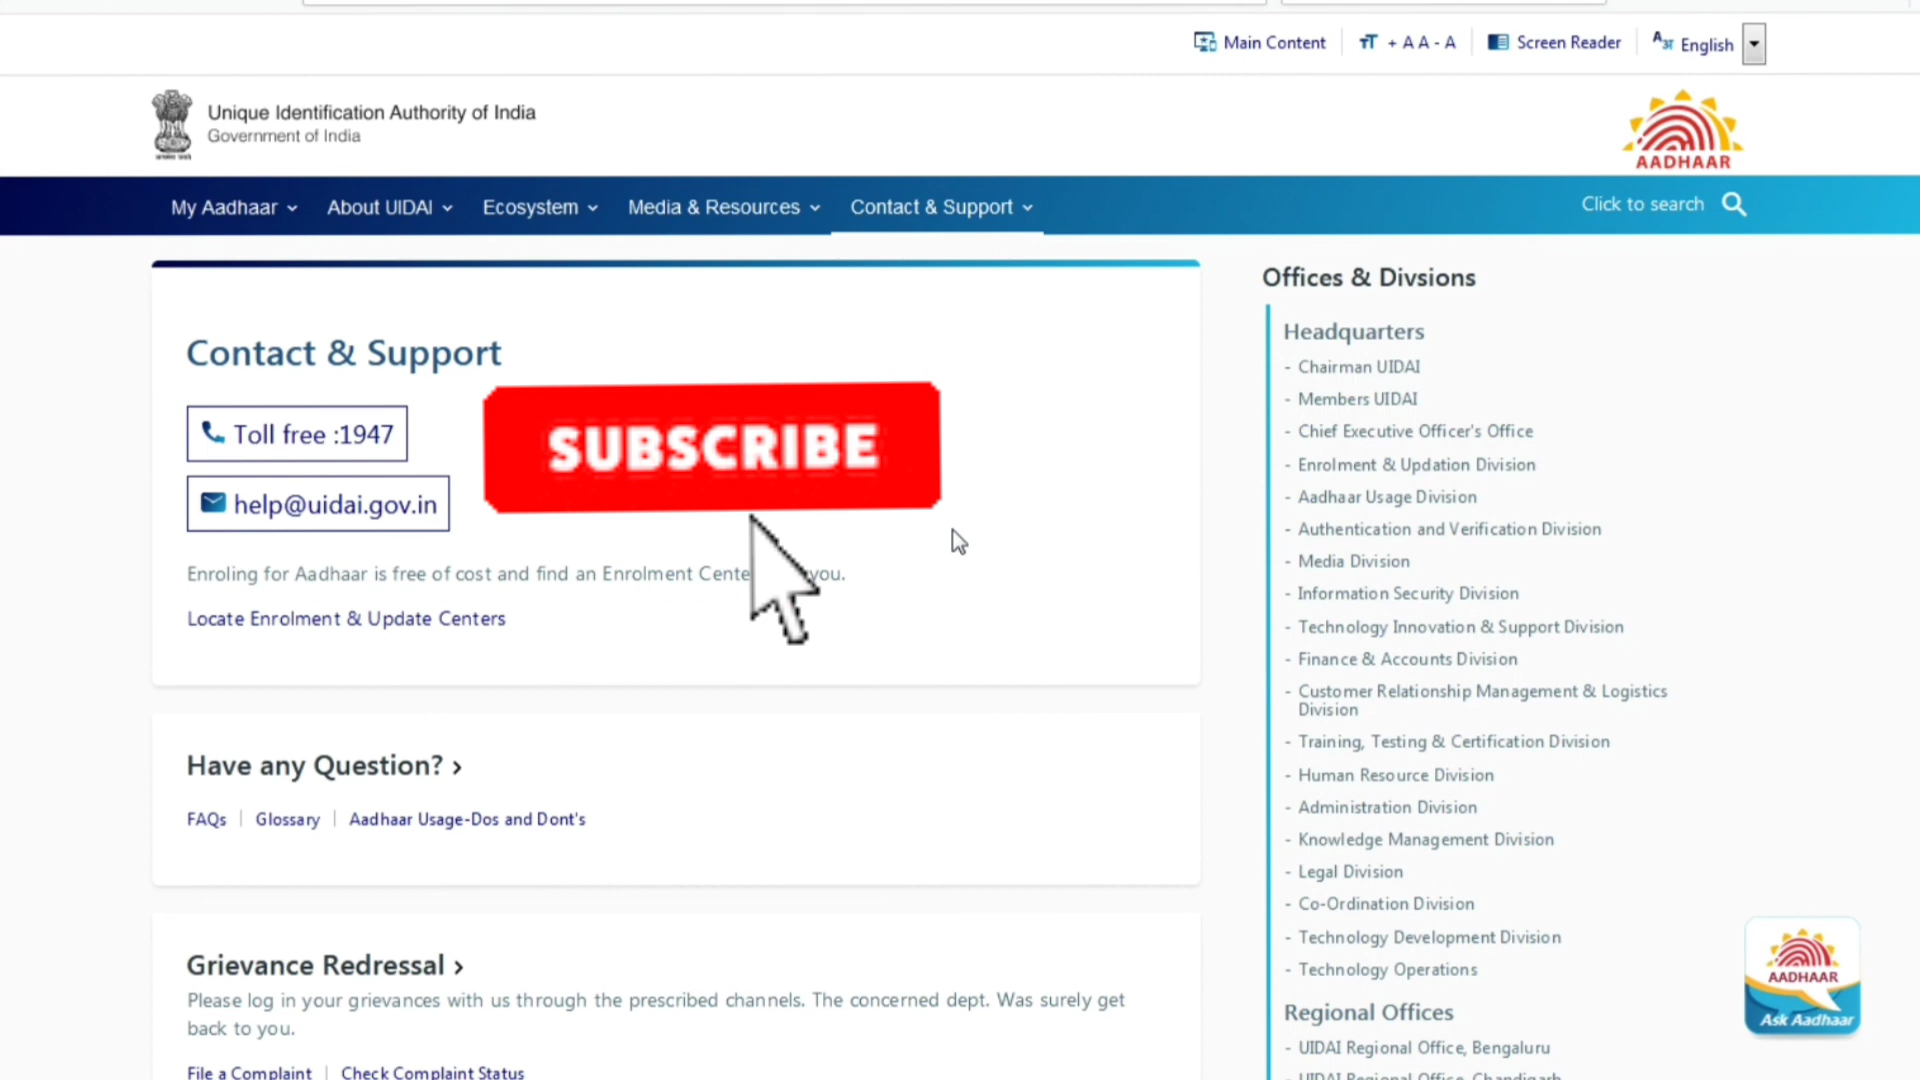 Main Content
+ A A - A
Screen Reader
English
Unique Identification Authority of India
Government of India
AADHAAR
My Aadhaar
About UIDAI
Ecosystem
Media & Resources
Contact & Support
Click to search
Contact & Support
Toll free :1947
help@uidai.gov.in
SUBSCRIBE
Enroling for Aadhaar is free of cost and find an Enrolment Cente you.
Locate Enrolment & Update Centers
Have any Question? ›
FAQs
Glossary
Aadhaar Usage-Dos and Dont's
Grievance Redressal ›
Please log in your grievances with us through the prescribed channels. The concerned dept. Was surely get
back to you.
File a Complaint
Check Complaint Status
Offices & Divsions
Headquarters
- Chairman UIDAI
- Members UIDAI
- Chief Executive Officer's Office
- Enrolment & Updation Division
- Aadhaar Usage Division
- Authentication and Verification Division
- Media Division
- Information Security Division
- Technology Innovation & Support Division
- Finance & Accounts Division
- Customer Relationship Management & Logistics
Division
- Training, Testing & Certification Division
- Human Resource Division
- Administration Division
- Knowledge Management Division
- Legal Division
- Co-Ordination Division
- Technology Development Division
- Technology Operations
Regional Offices
- UIDAI Regional Office, Bengaluru
- UIDAI Regional Office, Chandigarh
AADHAAR
Ask Aadhaar